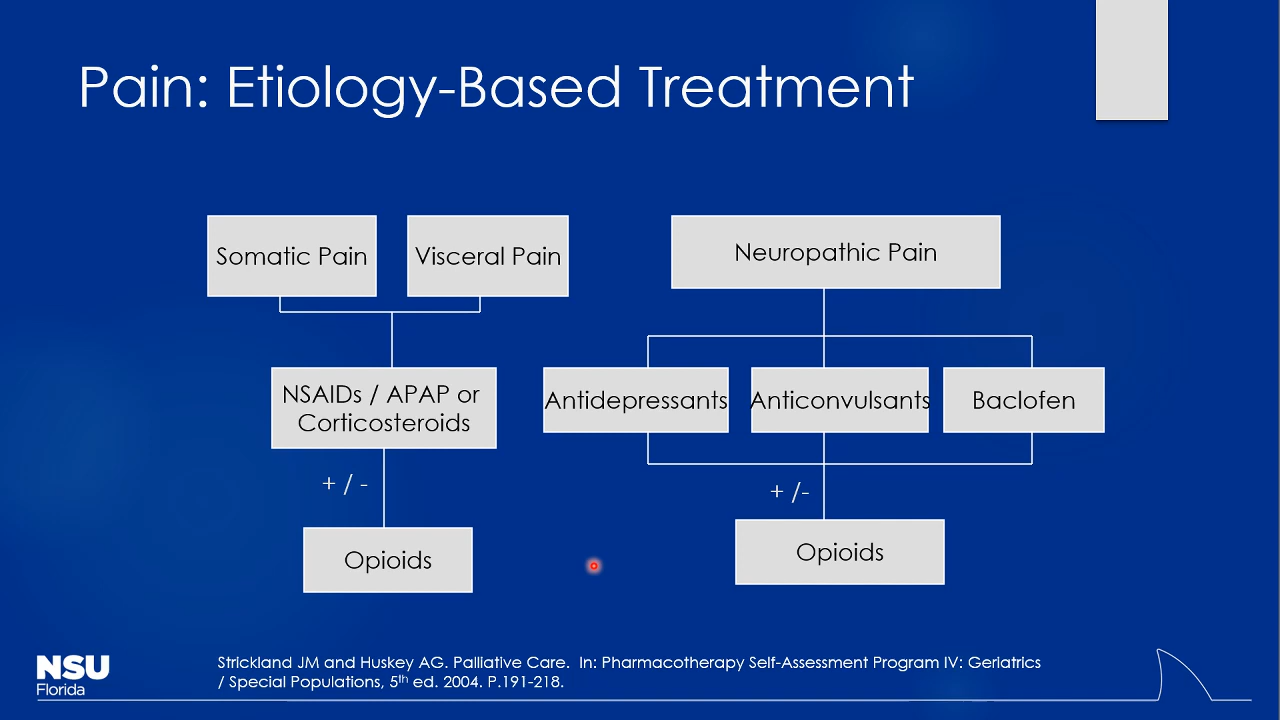 Pain: Etiology-Based Treatment
Somatic Pain
Visceral Pain
Neuropathic Pain
NSAIDs / APAP or
Corticosteroids
Antidepressants
Anticonvulsants
Baclofen
+ / -
+ /-
Opioids
Opioids
NSU
Florida
Strickland JM and Huskey AG. Palliative Care.  In: Pharmacotherapy Self-Assessment Program IV: Geriatrics
/ Special Populations, 5th ed. 2004. P.191-218.